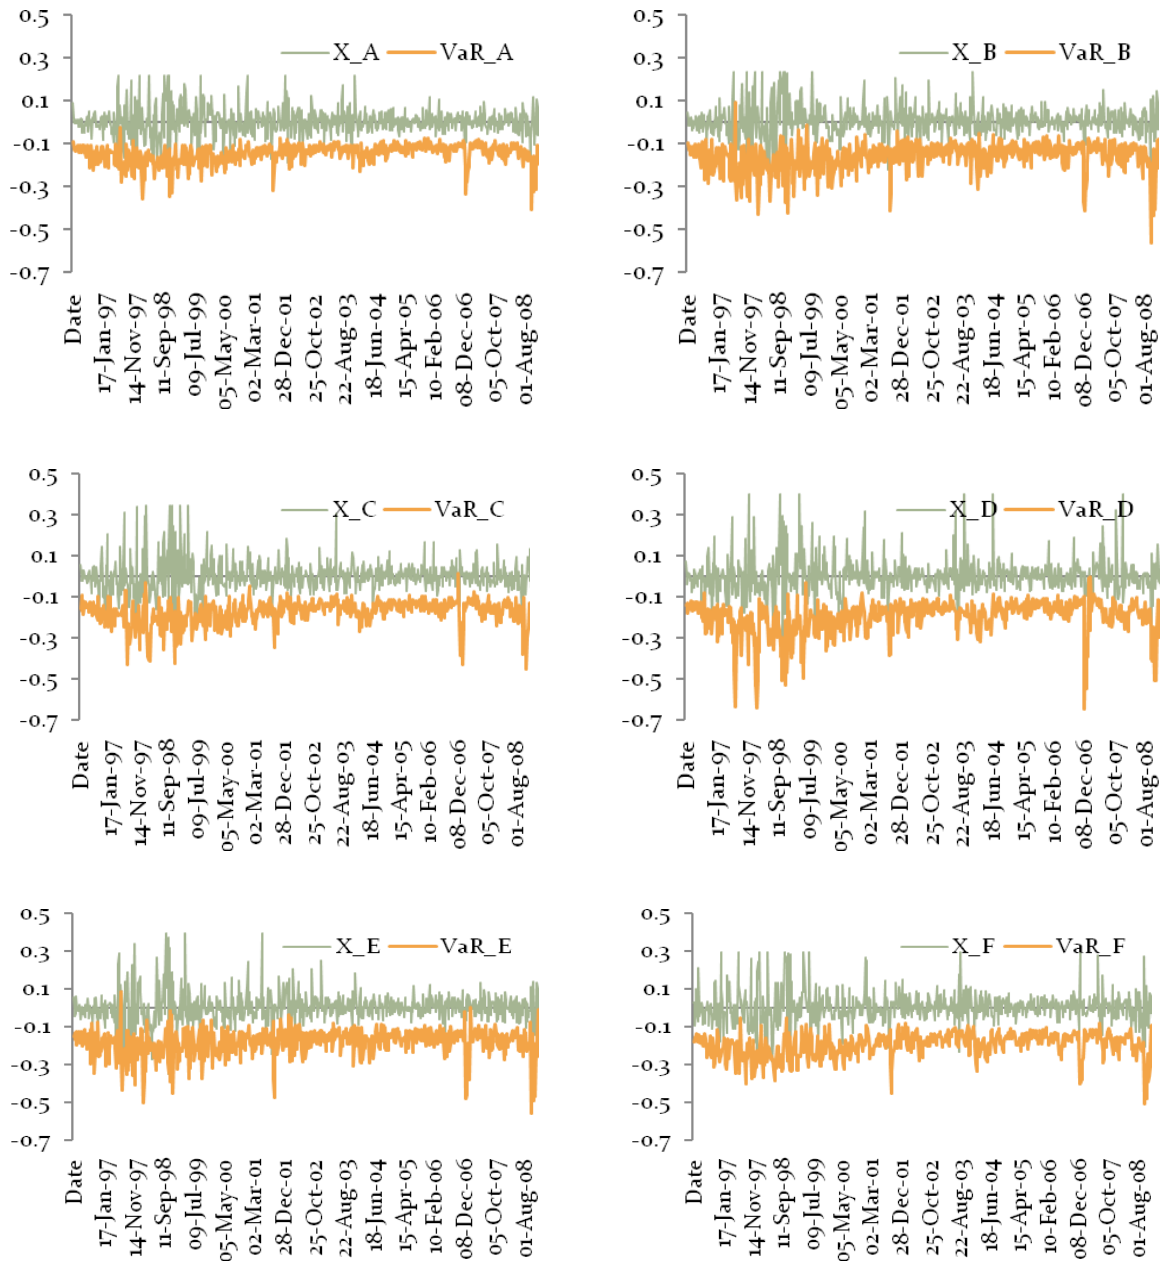 0.5
X_A VaR_A
0.3
0.1
-0.1
-0.3
-0.5
-0.7
Date
17-Jan-97
14-Nov-97
11-Sep-98
09-Jul-99
05-May-00
02-Mar-01
28-Dec-01
25-Oct-02
22-Aug-03
18-Jun-04
15-Apr-05
10-Feb-06
08-Dec-06
05-Oct-07
01-Aug-08
0.5
X_B VaR_B
0.3
0.1
-0.1
-0.3
-0.5
-0.7
Date
17-Jan-97
14-Nov-97
11-Sep-98
09-Jul-99
05-May-00
02-Mar-01
28-Dec-01
25-Oct-02
22-Aug-03
18-Jun-04
15-Apr-05
10-Feb-06
08-Dec-06
05-Oct-07
01-Aug-08
0.5
X_C VaR_C
0.3
0.1
-0.1
-0.3
-0.5
-0.7
Date
17-Jan-97
14-Nov-97
11-Sep-98
09-Jul-99
05-May-00
02-Mar-01
28-Dec-01
25-Oct-02
22-Aug-03
18-Jun-04
15-Apr-05
10-Feb-06
08-Dec-06
05-Oct-07
01-Aug-08
0.5
X_D VaR_D
0.3
0.1
-0.1
-0.3
-0.5
-0.7
Date
17-Jan-97
14-Nov-97
11-Sep-98
09-Jul-99
05-May-00
02-Mar-01
28-Dec-01
25-Oct-02
22-Aug-03
18-Jun-04
15-Apr-05
10-Feb-06
08-Dec-06
05-Oct-07
01-Aug-08
0.5
X_E VaR_E
0.3
0.1
-0.1
-0.3
-0.5
-0.7
Date
17-Jan-97
14-Nov-97
11-Sep-98
09-Jul-99
05-May-00
02-Mar-01
28-Dec-01
25-Oct-02
22-Aug-03
18-Jun-04
15-Apr-05
10-Feb-06
08-Dec-06
05-Oct-07
01-Aug-08
0.5
X_F VaR_F
0.3
0.1
-0.1
-0.3
-0.5
-0.7
Date
17-Jan-97
14-Nov-97
11-Sep-98
09-Jul-99
05-May-00
02-Mar-01
28-Dec-01
25-Oct-02
22-Aug-03
18-Jun-04
15-Apr-05
10-Feb-06
08-Dec-06
05-Oct-07
01-Aug-08